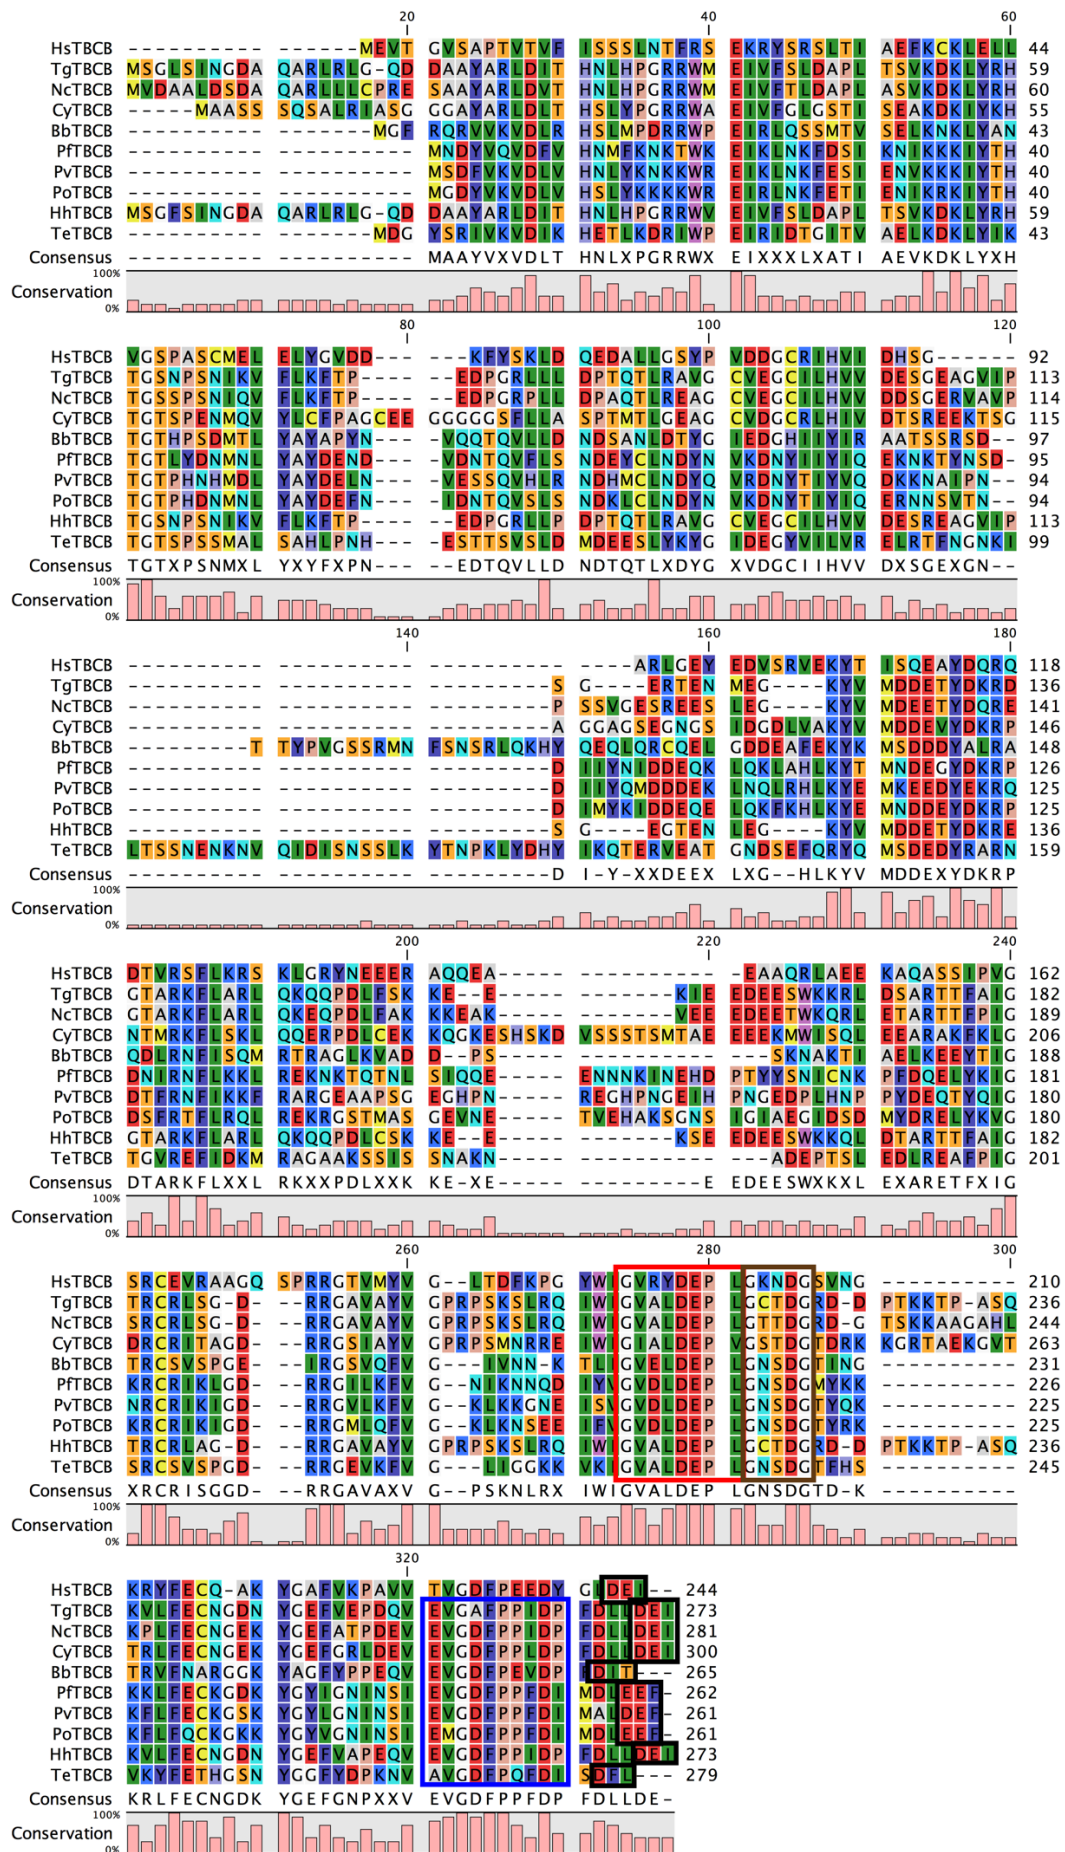 20 40 60
HsTBCB ---------- ------MEVT GVSAPTVTVF ISSSLNTFRS EKRYSRSLTI AEFKCKLELL 44
TgTBCB MSGLSINGDA QARLRLG-QD DAAYARLDIT HNLHPGRRWM EIVFSLDAPL TSVKDKLYRH 59
NcTBCB MVDAALDSDA QARLLLCPRE SAAYARLDVT HNLHPGRRWM EIVFTLDAPL ASVKDKLYRH 60
CyTBCB -----MAASS SQSALRIASG GGAYARLDVT HNLYPGRRWA EIVFGLGSTI SEAKDKIYRH 55
BbTBCB ---------- -------MGF RQRVVKVDLR HSLMPDRRWP EIRLQSSMTV SELKNKLYAN 43
PfTBCB ---------- ---------- MNDYVQVDFV HNMFKNKTWK EIKLNKFDSI KNIKKKIYTH 40
PvTBCB ---------- ---------- MSDFVKVDLV HNLYKNKKWR EIRLNKFETI KNVKKKIYTH 40
PoTBCB ---------- ---------- MGDYVKVDLV HSLYKKKKWR EIKLNKFETI ENIKRKIYTH 40
HhTBCB MSGFSINGDA QARLRLG-QD DAAYARLDIT HNLHPGRRWV EIVFSLDAPL TSVKDKLYRH 59
TeTBCB ---------- -------MDG YSRIVKVDIK HETLKDRIWP EIRIDTGITV AELKDKLYIK 43
Consensus ---------- ---------- MAAYVXVDLT HNLXPGRRWX EIXXXLXATI AEVKDKLYXH
100%
Conservation
0%
80 100 120
HsTBCB VGSPASCMEL ELYGVDD--- --KFYSKLD QEDALLGSYP VDDGCRIHVI DHSG------ 92
TgTBCB TGSNPSNIKV FLKFTP---- -EDPGRLLL DPTQTLRAVG CVEGCILHVV DESGEAGVIP 113
NcTBCB TGSSPSNIQV FLKFTP---- -EDPGRPLL DPAQTLREAG CVEGCILHVV DDSGERVAVP 114
CyTBCB TGTSPENMQV YLCFPAGCEE GGGGGSFLLA SPTMTLGEAG CVDGCRLHIV DTSREEKTSG 115
BbTBCB TGTHPSDMTL YAYAPYN--- -VQQTQVLLD NDSANLDTYG IEDGHIIYIR AATSSRSD-- 97
PfTBCB TGTLYDNMNL YAYDEND--- -VDNTQVFLS NDEYCLNDYN VKDNYIIYIQ EKNKTYNSD- 95
PvTBCB TGTPHNHMDL YAYDELN--- -VESSQVHLR NDHMCLNDYQ VRDNYTIYVQ DKKNAIPN-- 94
PoTBCB TGTPHDNMNL YAYDEFN--- -IDNTQVSLS NDKLCLNDYN VKDNYTIYIQ ERNNSVTN-- 94
HhTBCB TGSNPSNIKV FLKFTP---- -EDPGRLLP DPTQTLRAVG CVEGCILHVV DESREAGVIP 113
TeTBCB TGTSPSSMAL SAHLPNH--- -ESTTSVSLD MDEESLYKYG IDEGYVILVR ELRTFNGNKI 99
Consensus TGTXPSNMXL YXYFXPN--- -EDTQVLLD NDTQTLXDYG XVDGCIIHVV DXSGEXGN--
100%
Conservation
0%
140 160 180
HsTBCB ---------- ---------- ---------- ----ARLGEY EDVSRVEKYT ISQEAYDQRQ 118
TgTBCB ---------- ---------- ---------S G---ERTEN MEG----KYV MDDETYDKRD 136
NcTBCB ---------- ---------- ---------P SSVGESREES LEG----KYV MDEETYDQRE 141
CyTBCB ---------- ---------- ---------A AGGAGSEGNGS IDGDLVAKYV MDDEVYDKRP 146
BbTBCB ---------T TYPVGSSRMN FSNSRLQKHY QEQLQRCQEL GDDEAFEKYK MSDDDYALRA 148
PfTBCB ---------- ---------- ---------D IIYNIDDEQK LQKLAHLKYT MNDEGYDKRP 126
PvTBCB ---------- ---------- ---------D IIYQMDDDEK LNQLRHLKYE MKEEDYEKRQ 125
PoTBCB ---------- ---------- ---------D IMYKIDDEQE LQKFKHLKYE MNDDEYDKRP 125
HhTBCB ---------- ---------- ---------S G----EGTEN LEG----KYV MDDETYDKRE 136
TeTBCB LTSSNENKNV QIDISNSSLK YTNPKLYDHY IKQTERVEAT GNDSEFQRYQ MSDEDYRARN 159
Consensus ---------- ---------- ---------D I-Y-XXDEEX LXG--HLKYV MDDEXYDKRP
100%
Conservation
0%
200 220 240
HsTBCB DTVRSFLKRS KLGRYNEEER AQQEA----- ---------- --EAAQRLAEE KAQASSIPVG 162
TgTBCB GTARKFLARL QKQQPDLFSK KE--E----- -------KIE EDEESWKKRL DSARTTFAIG 182
NcTBCB GTARKFLARL QKEQPDLFAK KKEAK----- -------VEE EDEETWKQRL ETARTTFPIG 189
CyTBCB NTMRKFLSKL QQERPDLCEK KQGKESHSKD VSSSTSMTAE EEEKMWISQL EEARAKFKLG 206
BbTBCB QDLRNFISQM RTRAGLKVAD D--PS----- ---------- ---SKNAKTI AELKEEYTIG 188
PfTBCB DNIRNFLKKL REKNKTQTNL SIQQE----- ENNNKINEHD PTYYSNICNK PFDQELYKIG 181
PvTBCB DTFRNFIKKF RARGEAAPSG EGHPN----- REGHPNGEIH PNGEDPLHNP PYDEQTYQIG 180
PoTBCB DSFRTFLRQL REKRGSTMAS GEVNE----- TVEHAKSGNS IGIAEGIDSD MYDRELYKVG 180
HhTBCB GTARKFLARL QKQQPDLCSK KE--E----- -------KSE EDEESWKKQL DTARTTFAIG 182
TeTBCB TGVREFIDKM RAGAAKSSIS SNAKN----- ---------- ---ADEPTSL EDLREAFPIG 201
Consensus DTARKFLXXL RKXXPDLXXK KE-XE----- ---------E EDEESWXKXL EXARETFXIG
100%
Conservation
0%
260 280 300
HsTBCB SRCEVRAAGQ SPRRGTVMYV G--LTDFKPG YWIGVRYDEP LGKNDGSVNG ---------- 210
TgTBCB TRCRLSG-D- --RRGAVAYV GPRPSKSLRQ IWIGVALDEP LGCTDGRD-D PTKKTP-ASQ 236
NcTBCB SRCRLSG-D- --RRGAVAYV GPRPSKSLRQ IWIGVALDEP LGTTDGRD-G TSKKAAGAHL 244
CyTBCB DRCRITAGD- --RRGSIAYV GPRPSMNRRE IWIGIALDEP VGSTDGTDRK KGRTAEKGVT 263
BbTBCB TRCSVSPGE- --IRGSVQFV G--IVNN-K TLIGVELDEP LGNSDGTING ---------- 231
PfTBCB KRCRIKLGD- --RRGILKFV G--NIKNNQD IYVGVDLDEP LGNSDGMYKK ---------- 226
PvTBCB NRCRIKIGD- --RRGVLKFV G--KLKKGNE ISVGVDLDEP LGNSDGTYQK ---------- 225
PoTBCB KRCRIRIGD- --RRGMLQFV G--KLKNSEE IFVGVDLDEP LGNSDGTYRK ---------- 225
HhTBCB TRCRLAG-D- --RRGAVAYV GPRPSKSLRQ IWIGVALDEP LGCTDGRD-D PTKKTP-ASQ 236
TeTBCB SRCSVSPGD- --RRGEVKFV G--LIGGKK VKIGVALDEP LGNSDGTFHS ---------- 245
Consensus XRCRISGGD- --RRGAVAXV G--PSKNLRX IWIGVALDEP LGNSDGTD-K ----------
100%
Conservation
0%
320
HsTBCB KRYFECQ-AK YGAFVKPAVV TVGDFPEEDY GLDEI-- 244
TgTBCB KVLFECNGDN YGEFVEPDQV EVGAFPPIDP FDLLDEI 273
NcTBCB KPLFECNGEK YGEFATPDEV EVGDFPPIDP FDLLDEI 281
CyTBCB TRLFECNGEK YGEFGRLDEV EVGDFPPLDP FDLLDEI 300
BbTBCB TRVFNARGGK YAGFYPPEQV EVGDFPEVDP FDIT--- 265
PfTBCB KKLFECKGDK YGYIGNINSI EVGDFPPFDI MDLEEF- 262
PvTBCB KFLFECKGSK YGYLGNINSI EVGDFPPFDI MALDEF- 261
PoTBCB KFLFQCKGKK YGYVGNINSI EMGDFPPFDI MDLEEF- 261
HhTBCB KVLFECNGDN YGEFVAPEQV EVGDFPPIDP FDLLDEI 273
TeTBCB VKYFETHGSN YGGFYDPKNV AVGDFPQFDI SDFL--- 279
Consensus KRLFECNGDK YGEFGNPXXV EVGDFPPFDP FDLLDE-
100%
Conservation
0%